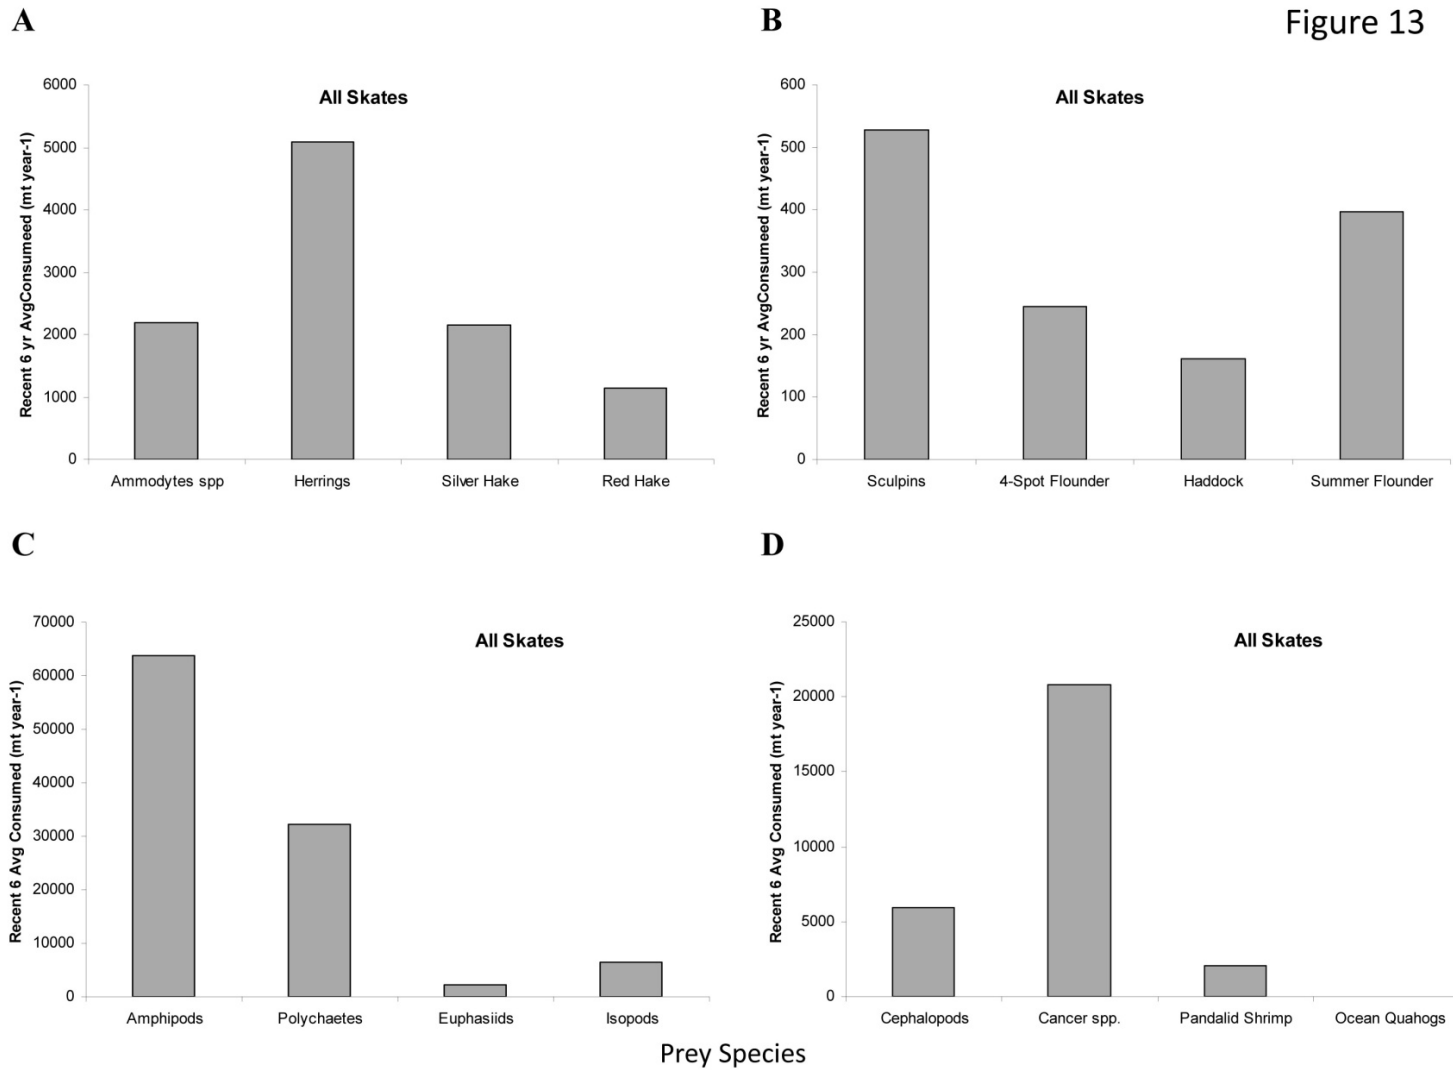 A
B
Figure 13
All Skates
Recent 6 yr AvgConsumeed (mt year-1)
6000
5000
4000
3000
2000
1000
0
Ammodytes spp
Herrings
Silver Hake
Red Hake
All Skates
Recent 6 yr AvgConsumeed (mt year-1)
600
500
400
300
200
100
0
Sculpins
4-Spot Flounder
Haddock
Summer Flounder
C
D
All Skates
Recent 6 Avg Consumed (mt year-1)
70000
60000
50000
40000
30000
20000
10000
0
Amphipods
Polychaetes
Euphasiids
Isopods
All Skates
Recent 6 Avg Consumed (mt year-1)
25000
20000
15000
10000
5000
0
Cephalopods
Cancer spp.
Pandalid Shrimp
Ocean Quahogs
Prey Species